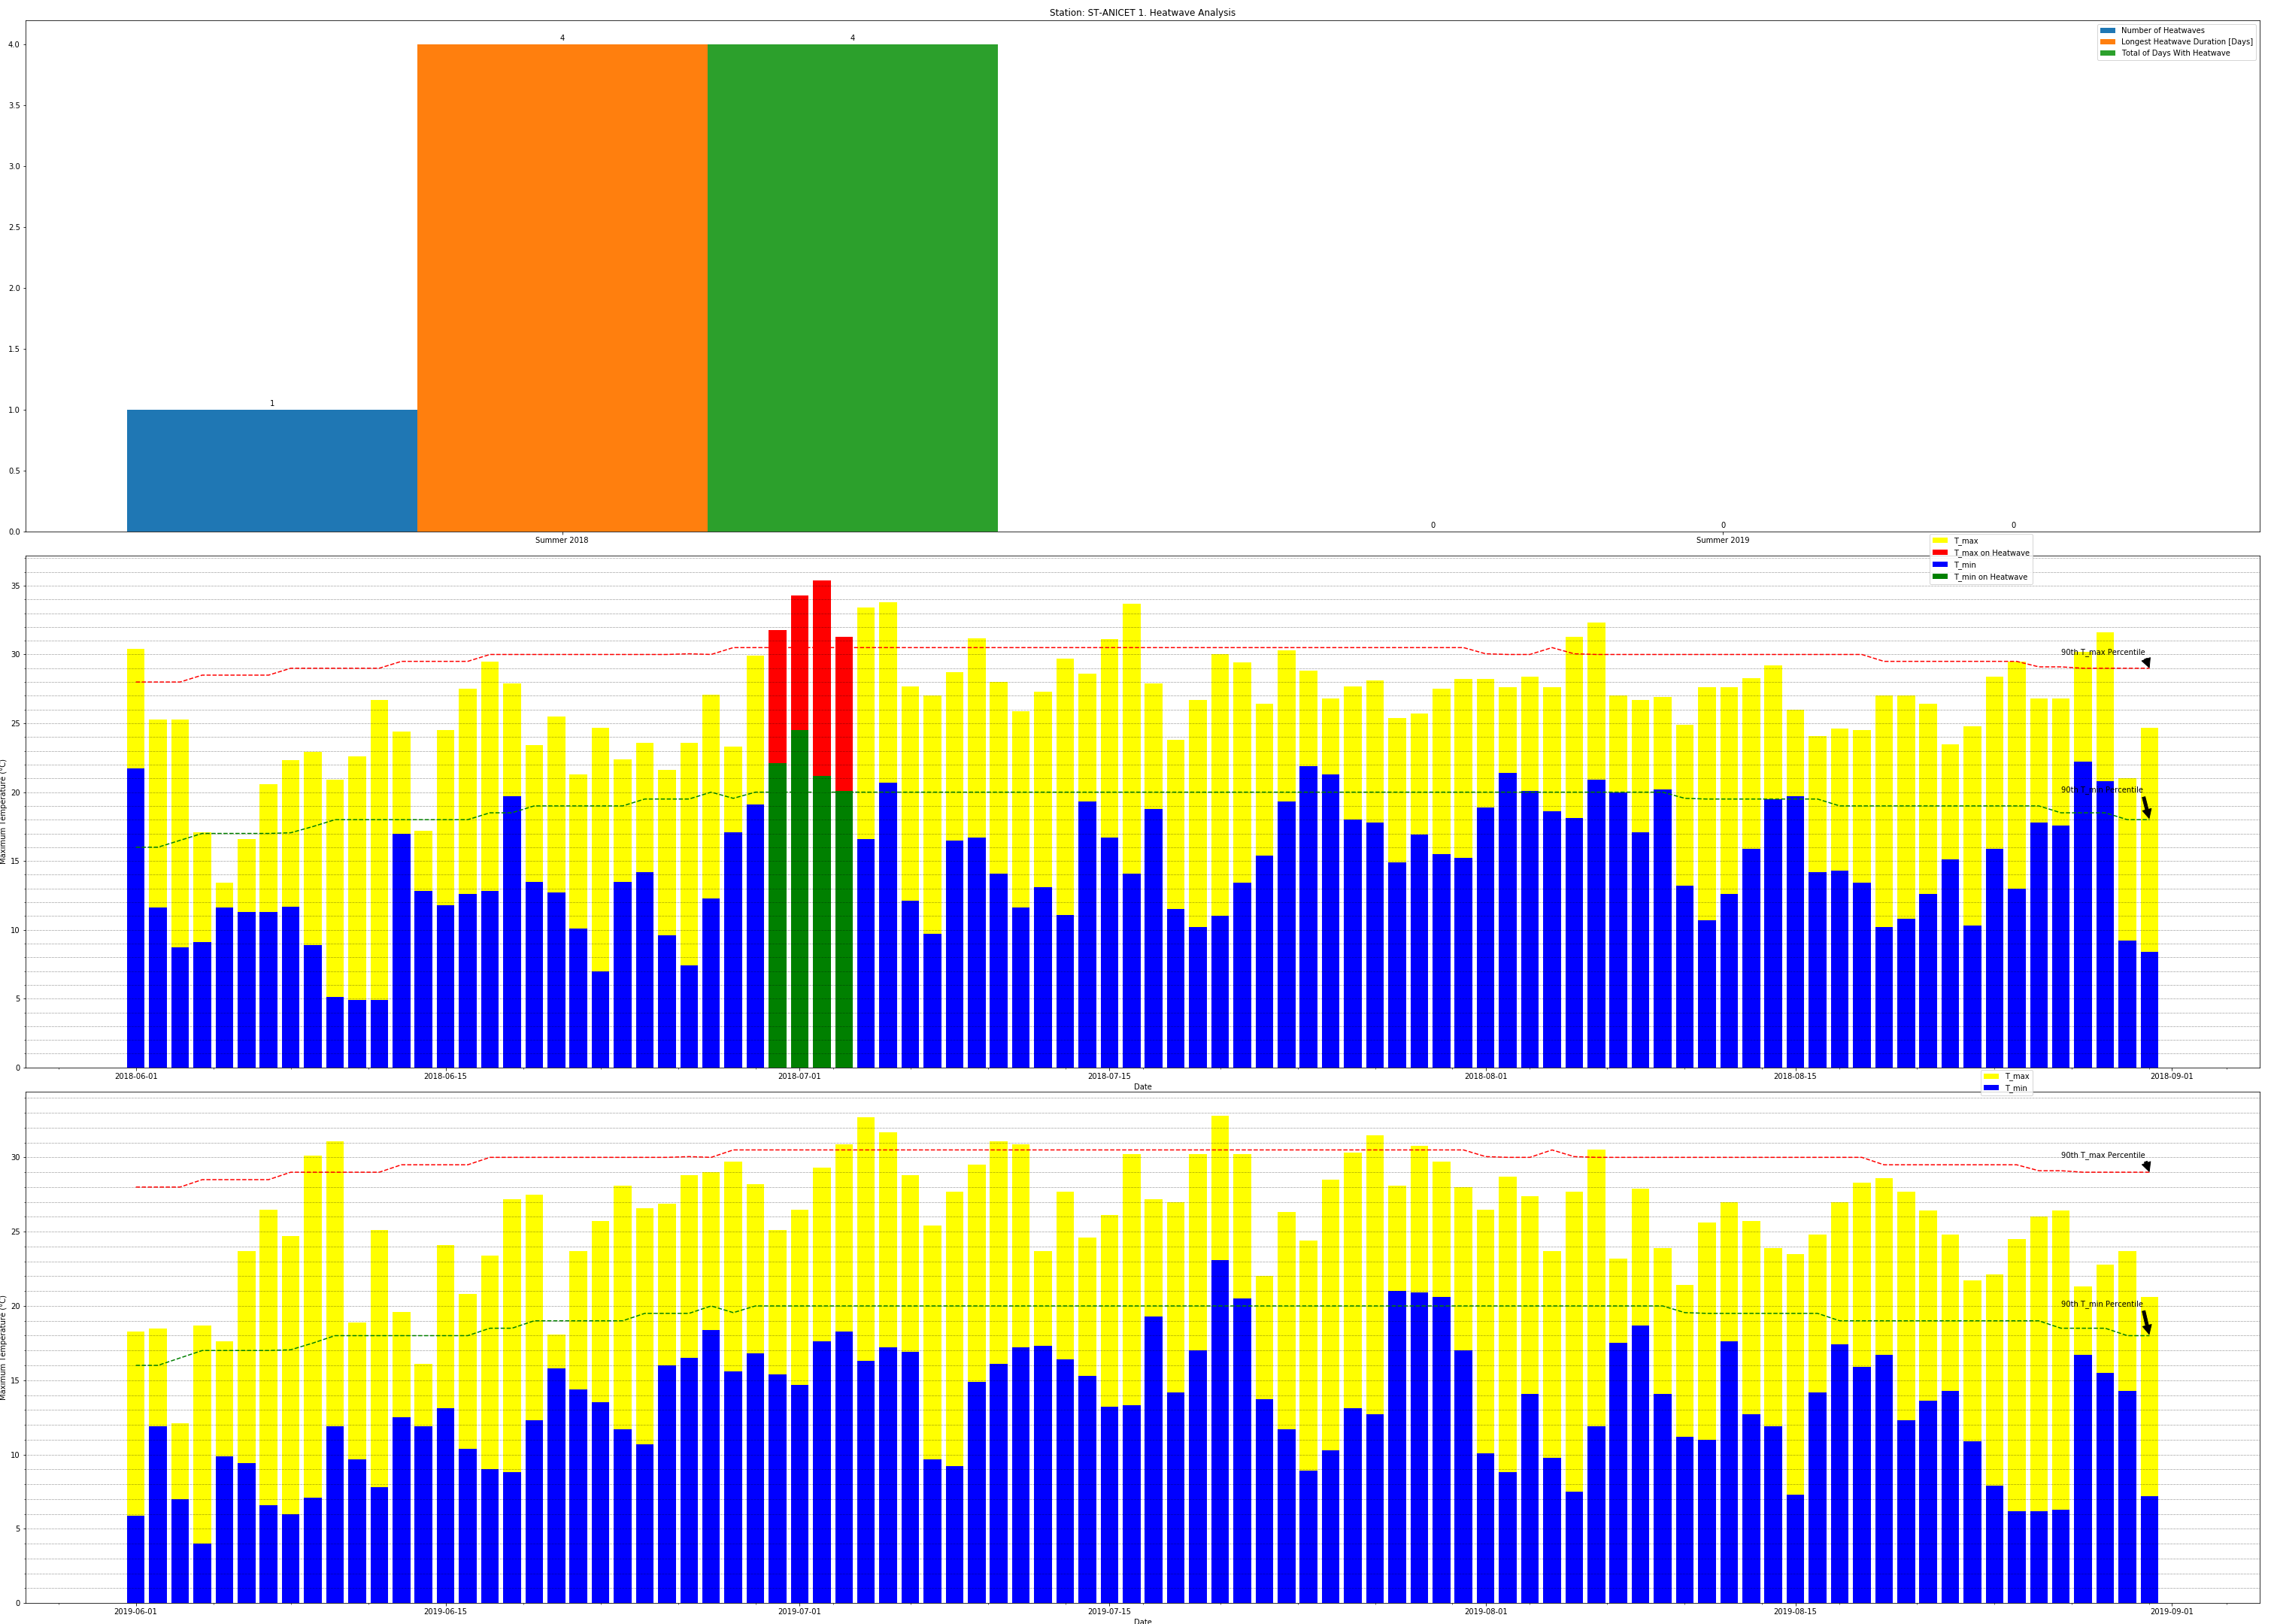 Station: ST-ANICET 1. Heatwave Analysis
Number of Heatwaves
Longest Heatwave Duration [Days]
Total of Days With Heatwave
4.0
3.5
3.0
2.5
2.0
1.5
1.0
0.5
0.0
1
4
4
0
0
0
Summer 2018
Summer 2019
T_max
T_max on Heatwave
T_min
T_min on Heatwave
Maximum Temperature (°C)
35
30
25
20
15
10
5
0
90th T_max Percentile
90th T_min Percentile
2018-06-01
2018-06-15
2018-07-01
2018-07-15
2018-08-01
2018-08-15
2018-09-01
Date
T_max
T_min
Maximum Temperature (°C)
30
25
20
15
10
5
0
90th T_max Percentile
90th T_min Percentile
2019-06-01
2019-06-15
2019-07-01
2019-07-15
2019-08-01
2019-08-15
2019-09-01
Date